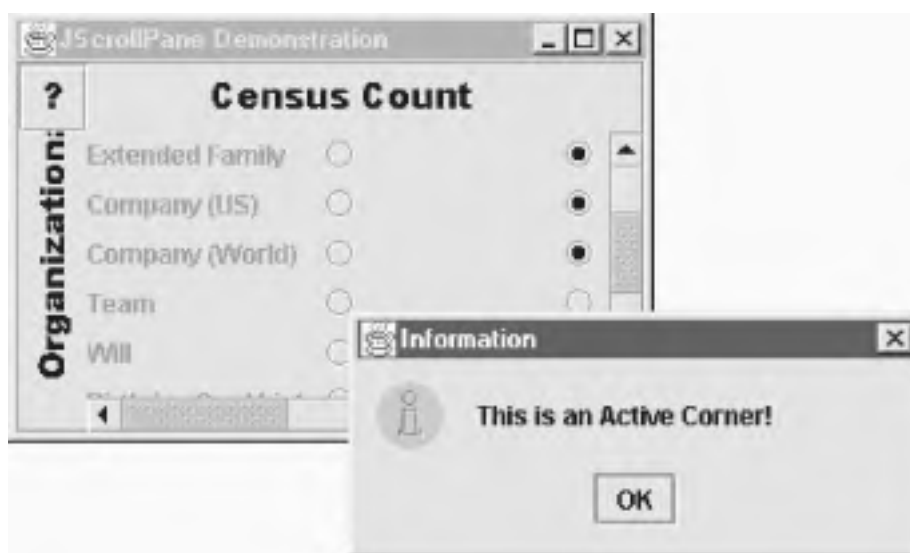 JScrollPane Demonstration
?
Census Count
Organization:
Extended Family
Company (US)
Company (World)
Team
Will
Information
This is an Active Corner!
OK